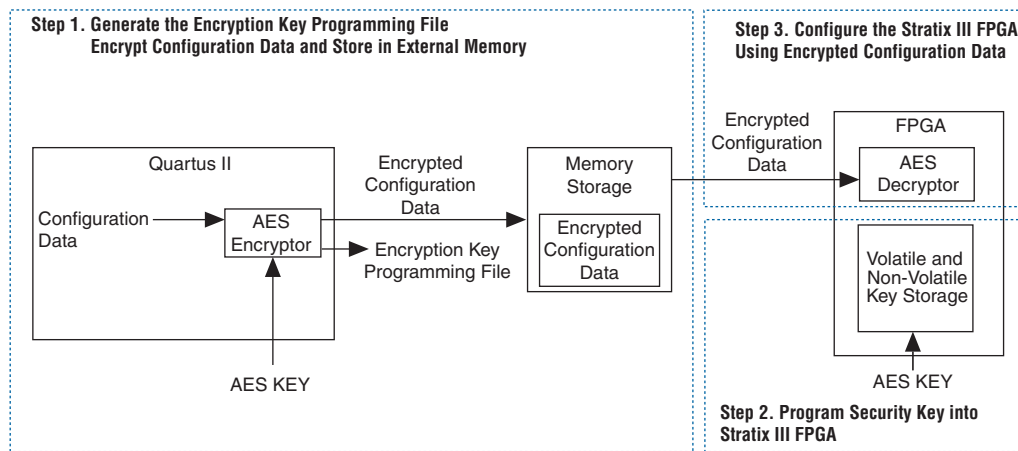 Step 1. Generate the Encryption Key Programming File
Encrypt Configuration Data and Store in External Memory
Quartus II
Configuration
Data
AES
Encryptor
Encrypted
Configuration
Data
Encryption Key
Programming File
AES KEY
Memory
Storage
Encrypted
Configuration
Data
Step 3. Configure the Stratix III FPGA
Using Encrypted Configuration Data
Encrypted
Configuration
Data
FPGA
AES
Decryptor
Volatile and
Non-Volatile
Key Storage
AES KEY
Step 2. Program Security Key into
Stratix III FPGA